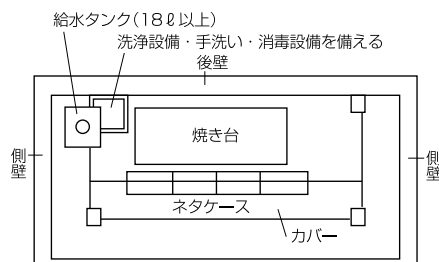 給水タンク(18ℓ以上)
洗浄設備・手洗い・消毒設備を備える
後壁
側壁
焼き台
側壁
ネタケース
カバー